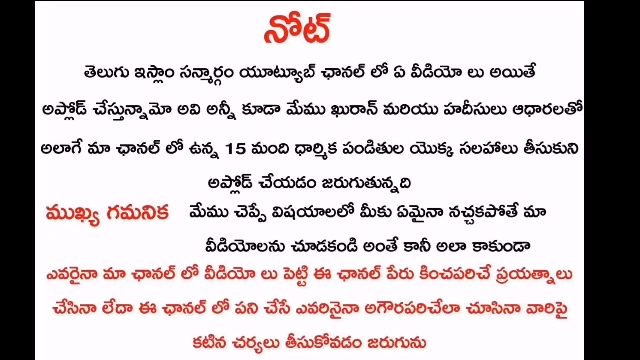 నోట్
తెలుగు ఇస్లాం సన్మార్గం యూట్యూబ్ ఛానల్ లో ఏ వీడియో లు అయితే
అప్లోడ్ చేస్తున్నామో అవి అన్నీ కూడా మేము ఖురాన్ మరియు హదీసులు ఆధారలతో
అలాగే మా ఛానల్ లో ఉన్న 15 మంది ధార్మిక పండితుల యొక్క సలహాలు తీసుకుని
అప్లోడ్ చేయడం జరుగుతున్నది
ముఖ్య గమనిక మేము చెప్పే విషయాలలో మీకు ఏమైనా నచ్చకపోతే మా
వీడియోలను చూడకండి అంతే కానీ అలా కాకుండా
ఎవరైనా మా ఛానల్ లో వీడియో లు పెట్టి ఈ ఛానల్ పేరు కించపరిచే ప్రయత్నాలు
చేసినా లేదా ఈ ఛానల్ లో పని చేసే ఎవరినైనా అగౌరపరిచేలా చూసినా వారిపై
కటిన చర్యలు తీసుకోవడం జరుగును